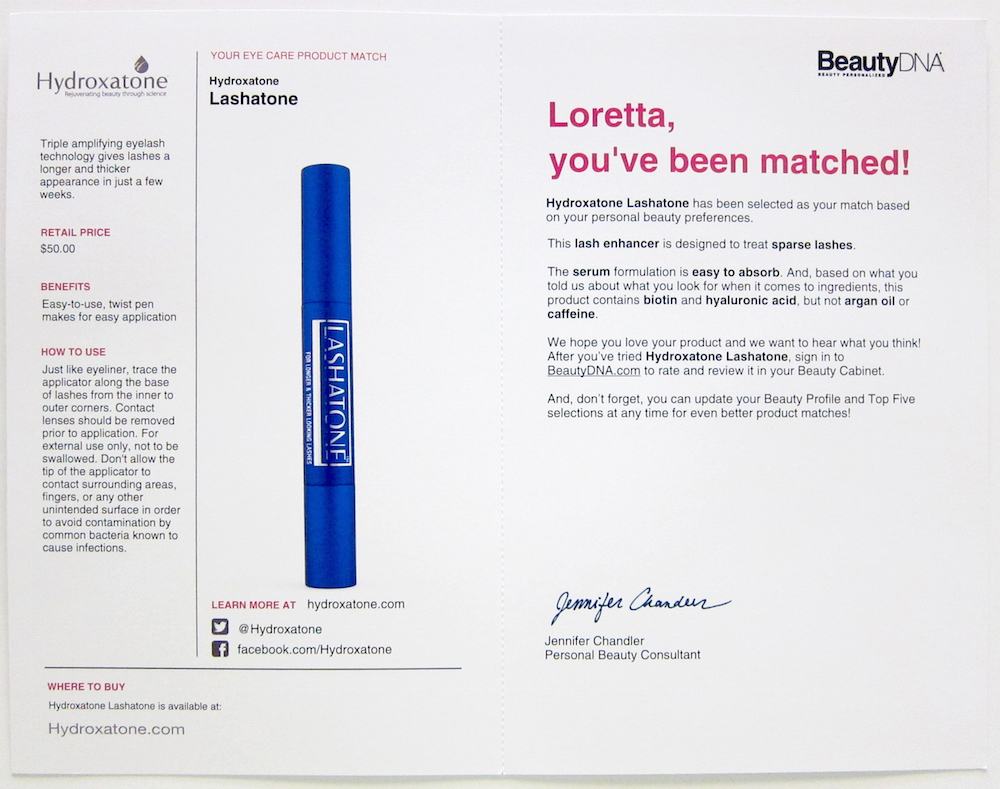 Hydroxatone
Rejuvenating beauty through science
Triple amplifying eyelash
technology gives lashes a
longer and thicker
appearance in just a few
weeks.
RETAIL PRICE
$50.00
BENEFITS
Easy-to-use, twist pen
makes for easy application
HOW TO USE
Just like eyeliner, trace the
applicator along the base
of lashes from the inner to
outer corners. Contact
lenses should be removed
prior to application. For
external use only, not to be
swallowed. Don't allow the
tip of the applicator to
contact surrounding areas,
fingers, or any other
unintended surface in order
to avoid contamination by
common bacteria known to
cause infections.
YOUR EYE CARE PRODUCT MATCH
Hydroxatone
Lashatone
LASHATONE
FOR LONGER & THICKER LOOKING LASHES
LEARN MORE AT hydroxatone.com
@Hydroxatone
facebook.com/Hydroxatone
WHERE TO BUY
Hydroxatone Lashatone is available at:
Hydroxatone.com
BeautyDNA
BEAUTY PERSONALIZED
Loretta,
you've been matched!
Hydroxatone Lashatone has been selected as your match based
on your personal beauty preferences.
This lash enhancer is designed to treat sparse lashes.
The serum formulation is easy to absorb. And, based on what you
told us about what you look for when it comes to ingredients, this
product contains biotin and hyaluronic acid, but not argan oil or
caffeine.
We hope you love your product and we want to hear what you think!
After you've tried Hydroxatone Lashatone, sign in to
BeautyDNA.com to rate and review it in your Beauty Cabinet.
And, don't forget, you can update your Beauty Profile and Top Five
selections at any time for even better product matches!
Jennifer Chandler
Jennifer Chandler
Personal Beauty Consultant